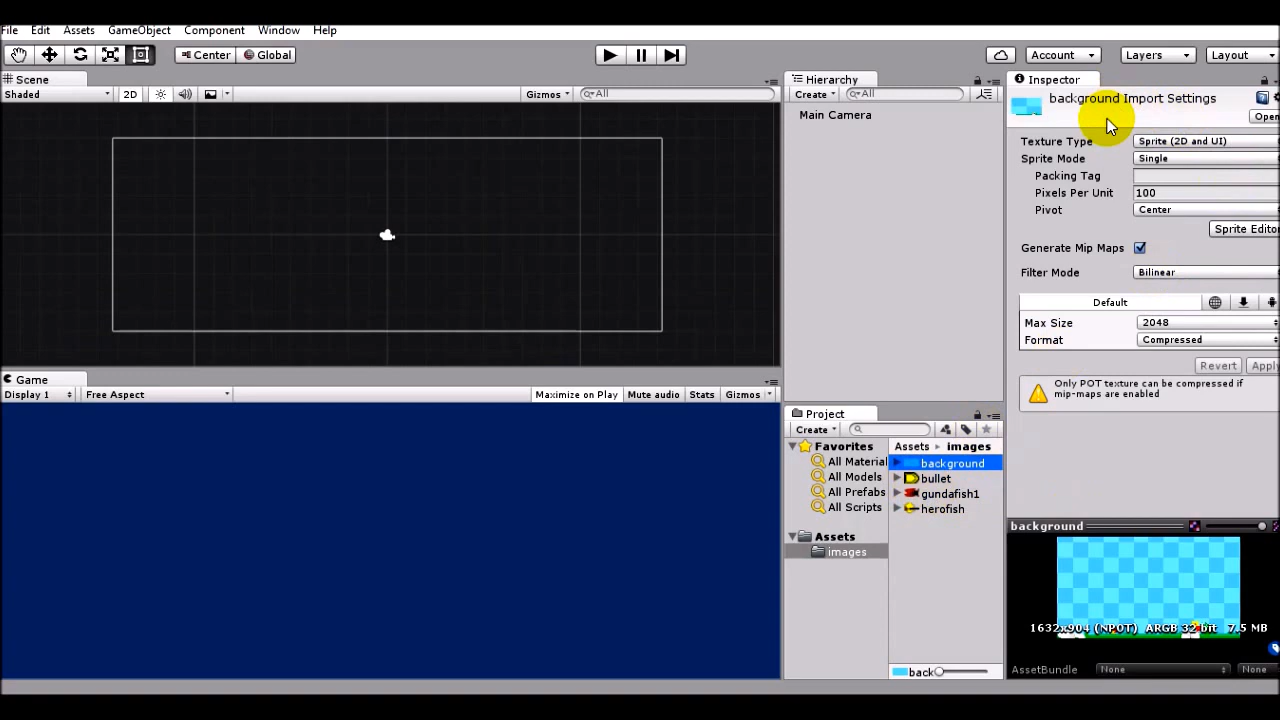 File Edit Assets GameObject Component Window Help
Center Global Account Layers Layout
Scene
Shaded 2D Gizmos All
Hierarchy
Create All
Main Camera
Inspector
background Import Settings
Open
Texture Type Sprite (2D and UI)
Sprite Mode Single
Packing Tag
Pixels Per Unit 100
Pivot Center
Sprite Editor
Generate Mip Maps
Filter Mode Bilinear
Default
Max Size 2048
Format Compressed
Revert Apply
Only POT texture can be compressed if
mip-maps are enabled
Game
Display 1 Free Aspect Maximize on Play Mute audio Stats Gizmos
Project
Create
Favorites
All Material
All Models
All Prefabs
All Scripts
Assets
images
Assets images
background
bullet
gundafish1
herofish
back
background
1632x904 (NPOT) ARGB 32 bit 7.5 MB
AssetBundle None None